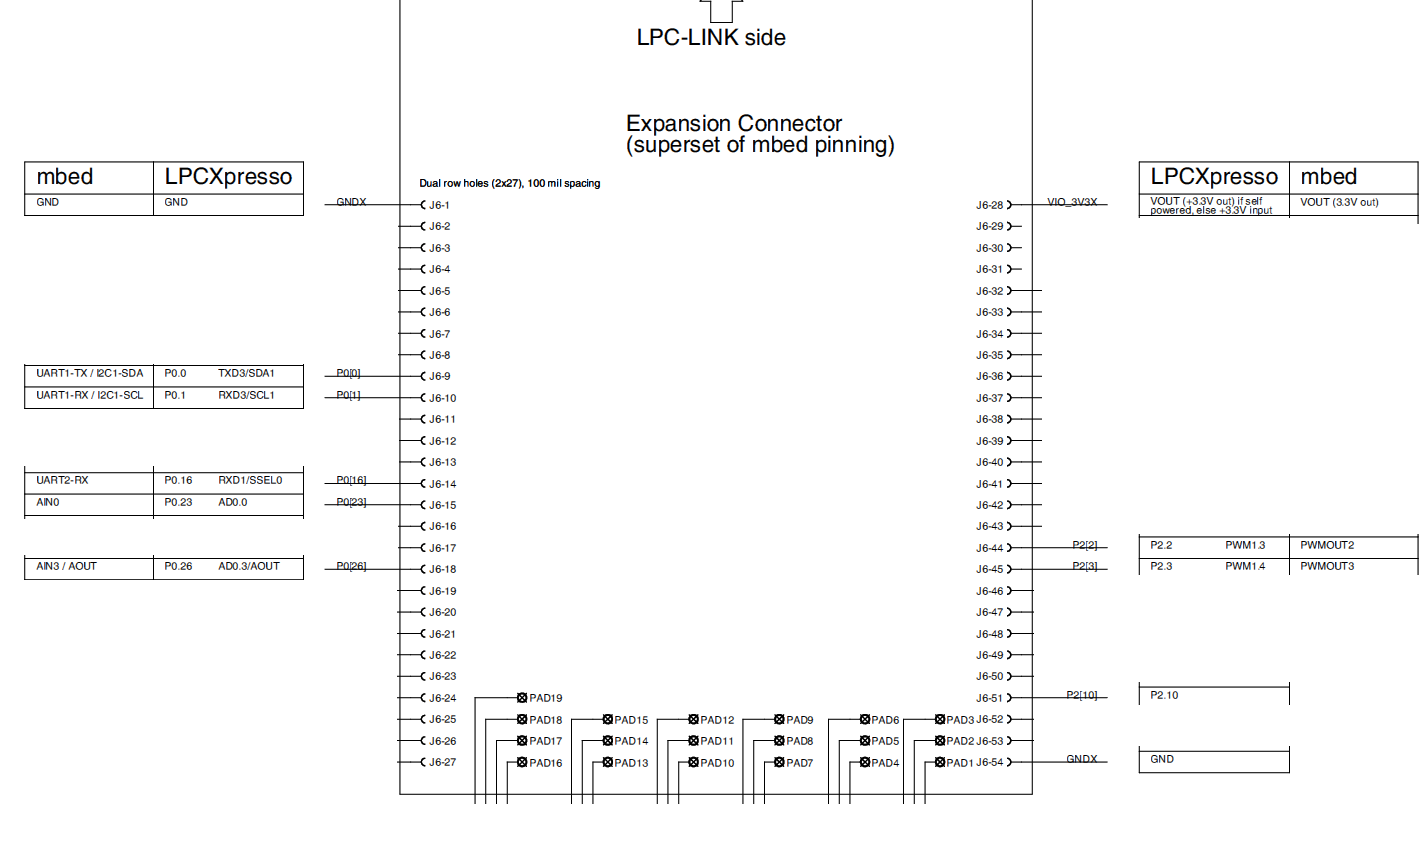 LPC-LINK side
Expansion Connector
(superset of mbed pinning)
Dual row holes (2x27), 100 mil spacing
mbed LPCXpresso
GND GND
GNDX
J6-1
J6-2
J6-3
J6-4
J6-5
J6-6
J6-7
J6-8
UART1-TX / I2C1-SDA P0.0 TXD3/SDA1 P0[0] J6-9
UART1-RX / I2C1-SCL P0.1 RXD3/SCL1 P0[1] J6-10
J6-11
J6-12
J6-13
UART2-RX P0.16 RXD1/SSEL0 P0[16] J6-14
AIN0 P0.23 AD0.0 P0[23] J6-15
J6-16
J6-17
AIN3 / AOUT P0.26 AD0.3/AOUT P0[26] J6-18
J6-19
J6-20
J6-21
J6-22
J6-23
J6-24
J6-25
J6-26
J6-27
PAD19
PAD18 PAD15 PAD12 PAD9 PAD6 PAD3
PAD17 PAD14 PAD11 PAD8 PAD5 PAD2
PAD16 PAD13 PAD10 PAD7 PAD4 PAD1
LPCXpresso mbed
VOUT (+3.3V out) if self
powered, else +3.3V input
VOUT (3.3V out)
J6-28 VIO_3V3X
J6-29
J6-30
J6-31
J6-32
J6-33
J6-34
J6-35
J6-36
J6-37
J6-38
J6-39
J6-40
J6-41
J6-42
J6-43
J6-44 P2[2] P2.2 PWM1.3 PWMOUT2
J6-45 P2[3] P2.3 PWM1.4 PWMOUT3
J6-46
J6-47
J6-48
J6-49
J6-50
J6-51 P2[10] P2.10
J6-52
J6-53
J6-54 GNDX GND